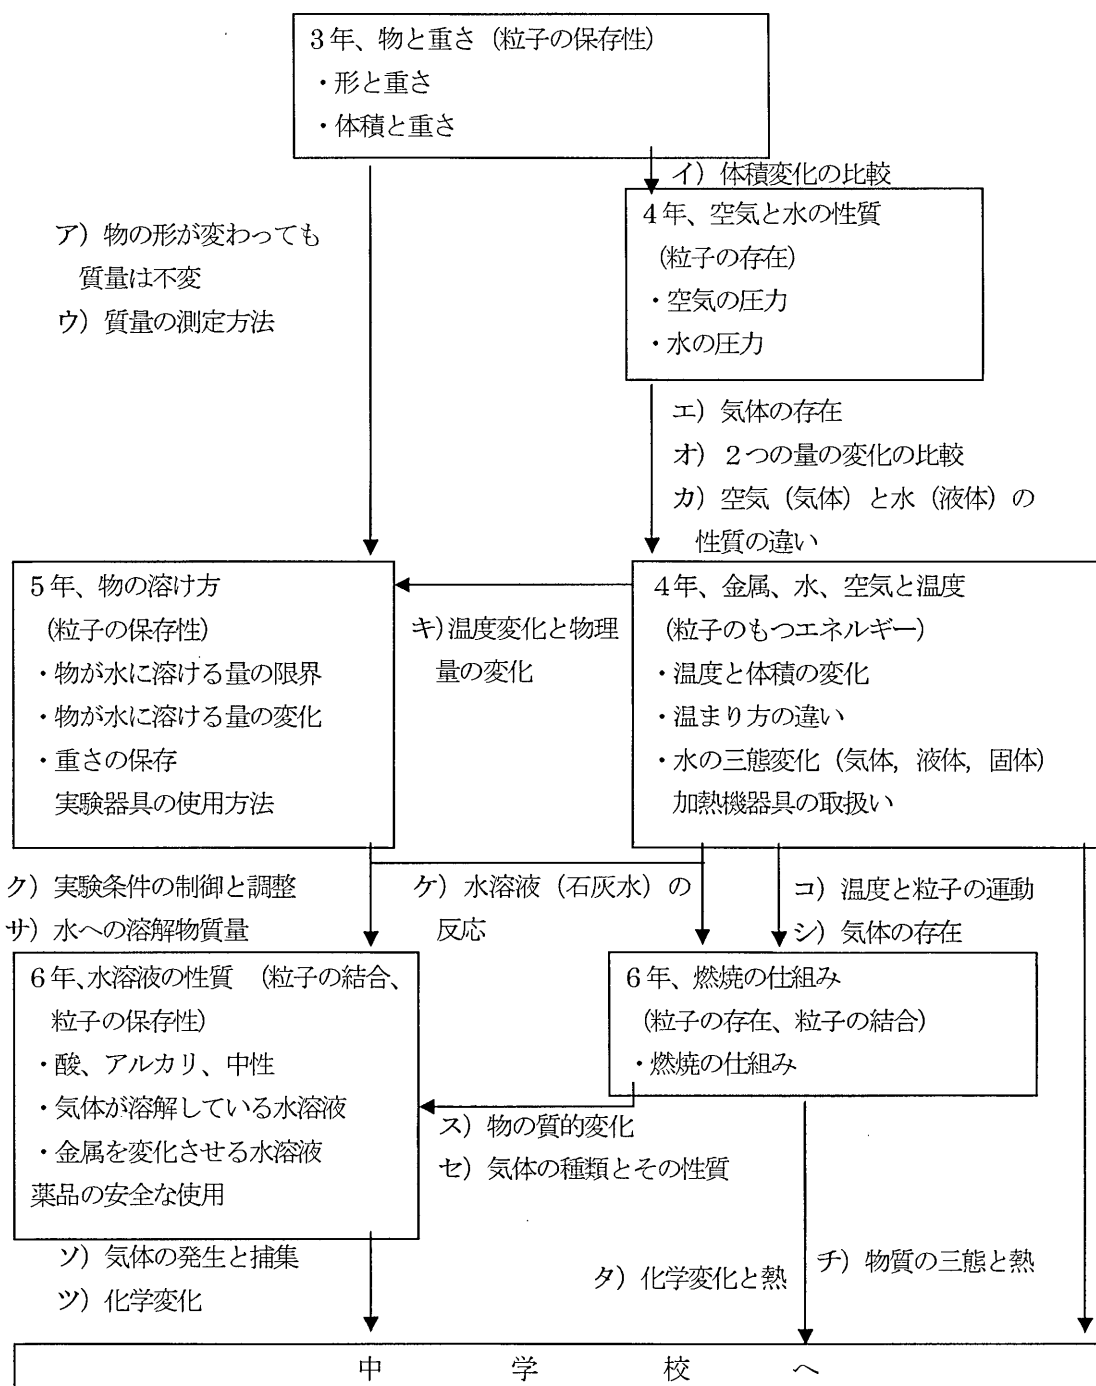 3年、物と重さ(粒子の保存性)
・形と重さ
・体積と重さ
イ)体積変化の比較
ア)物の形が変わっても
質量は不変
ウ)質量の測定方法
4年、空気と水の性質
(粒子の存在)
・空気の圧力
・水の圧力
エ)気体の存在
オ)2つの量の変化の比較
カ)空気(気体)と水(液体)の
性質の違い
5年、物の溶け方
(粒子の保存性)
・物が水に溶ける量の限界
・物が水に溶ける量の変化
・重さの保存
実験器具の使用方法
キ)温度変化と物理
量の変化
4年、金属、水、空気と温度
(粒子のもつエネルギー)
・温度と体積の変化
・温まり方の違い
・水の三態変化(気体,液体,固体)
加熱機器具の取扱い
ク)実験条件の制御と調整
サ)水への溶解物質量
ケ)水溶液(石灰水)の
反応
コ)温度と粒子の運動
シ)気体の存在
6年、水溶液の性質 (粒子の結合、
粒子の保存性)
・酸、アルカリ、中性
・気体が溶解している水溶液
・金属を変化させる水溶液
薬品の安全な使用
6年、燃焼の仕組み
(粒子の存在、粒子の結合)
・燃焼の仕組み
ス)物の質的変化
セ)気体の種類とその性質
ソ)気体の発生と捕集
ツ)化学変化
タ)化学変化と熱
チ)物質の三態と熱
中 学 校 へ